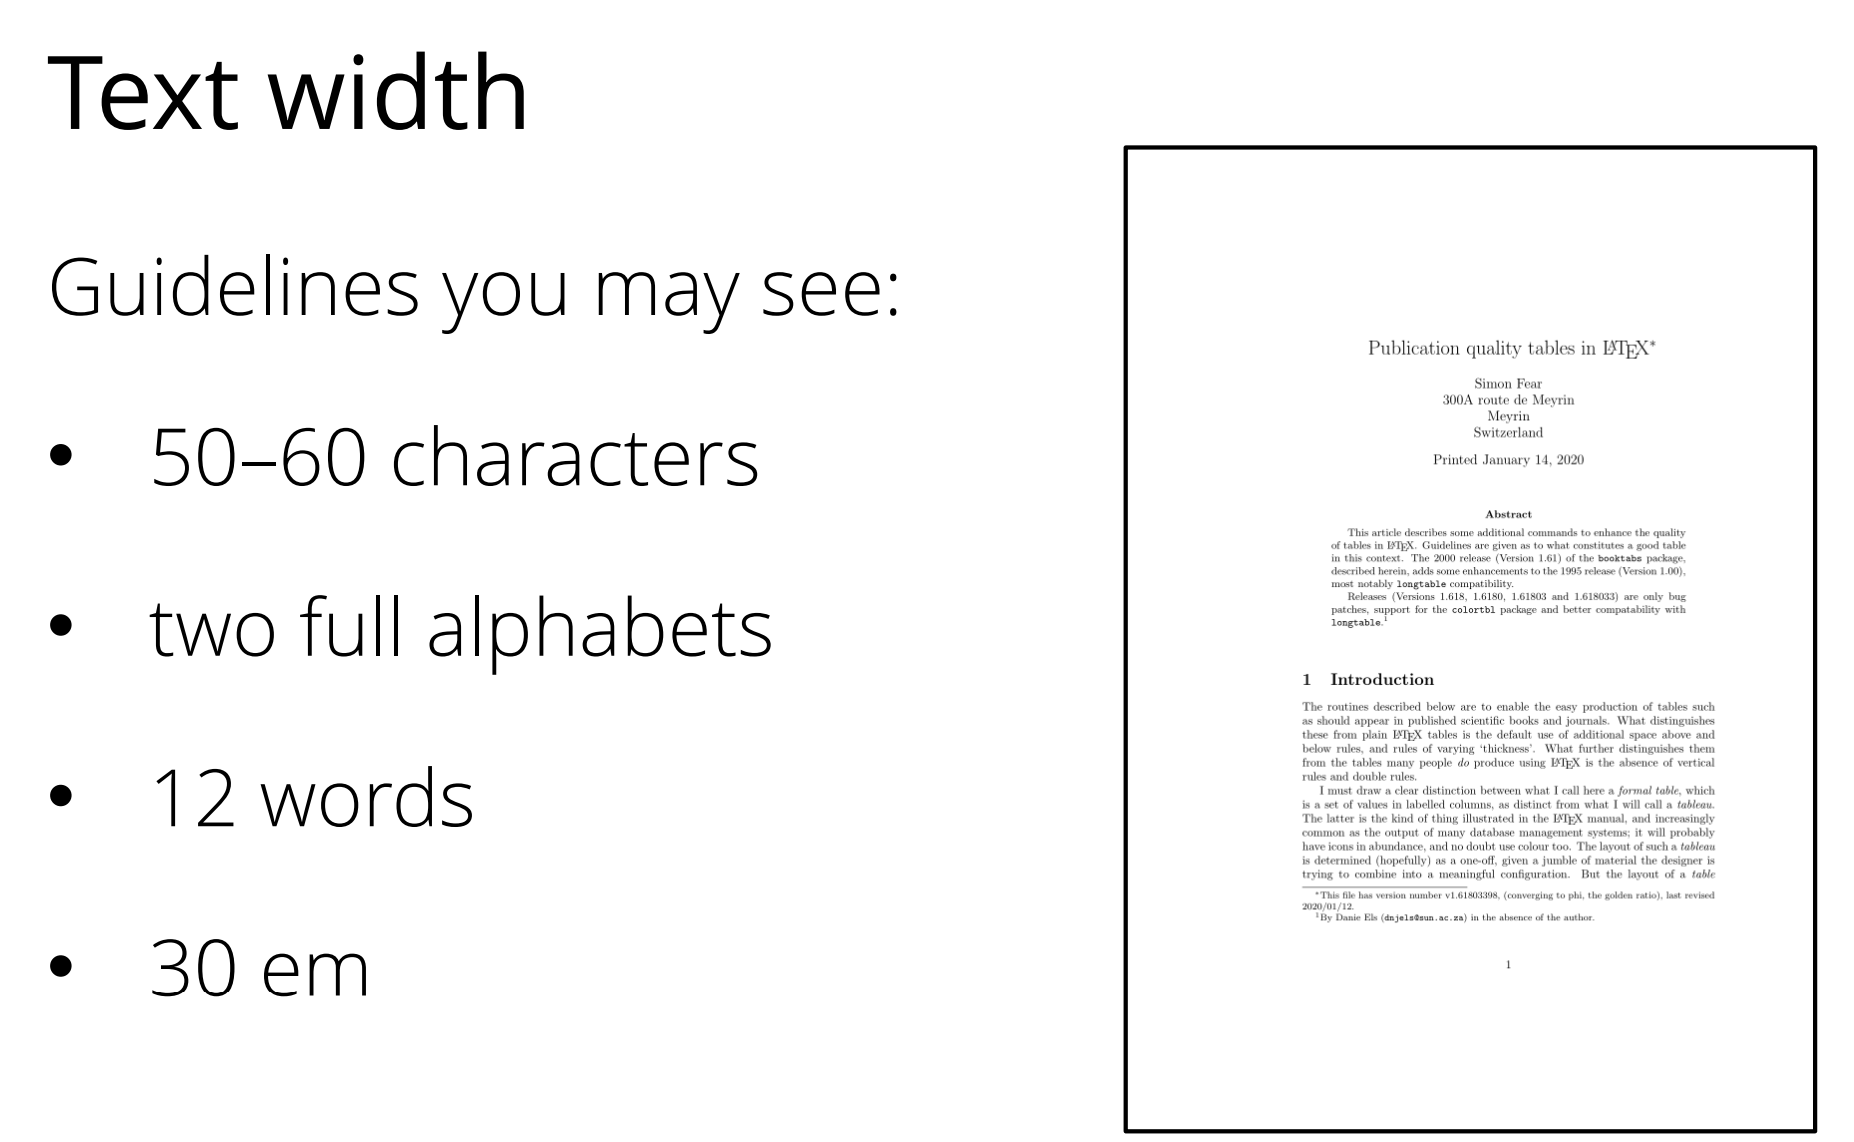 Text width
Guidelines you may see:
• 50–60 characters
• two full alphabets
• 12 words
• 30 em
Publication quality tables in LATEX*
Simon Fear
300A route de Meyrin
Meyrin
Switzerland
Printed January 14, 2020
Abstract
This article describes some additional commands to enhance the quality
of tables in LATEX. Guidelines are given as to what constitutes a good table
in this context. The 2000 release (Version 1.61) of the booktabs package,
described herein, adds some enhancements to the 1995 release (Version 1.00),
most notably longtable compatibility.
Releases (Versions 1.618, 1.6180, 1.61803 and 1.618033) are only bug
patches, support for the colortbl package and better compatability with
longtable.1
1 Introduction
The routines described below are to enable the easy production of tables such
as should appear in published scientific books and journals. What distinguishes
these from plain LATEX tables is the default use of additional space above and
below rules, and rules of varying ‘thickness’. What further distinguishes them
from the tables many people do produce using LATEX is the absence of vertical
rules and double rules.
I must draw a clear distinction between what I call here a formal table, which
is a set of values in labelled columns, as distinct from what I will call a tableau.
The latter is the kind of thing illustrated in the LATEX manual, and increasingly
common as the output of many database management systems; it will probably
have icons in abundance, and no doubt use colour too. The layout of such a tableau
is determined (hopefully) as a one-off, given a jumble of material the designer is
trying to combine into a meaningful configuration. But the layout of a table
*This file has version number v1.61803398, (converging to phi, the golden ratio), last revised
2020/01/12.
1By Danie Els (dnjels@sun.ac.za) in the absence of the author.
1